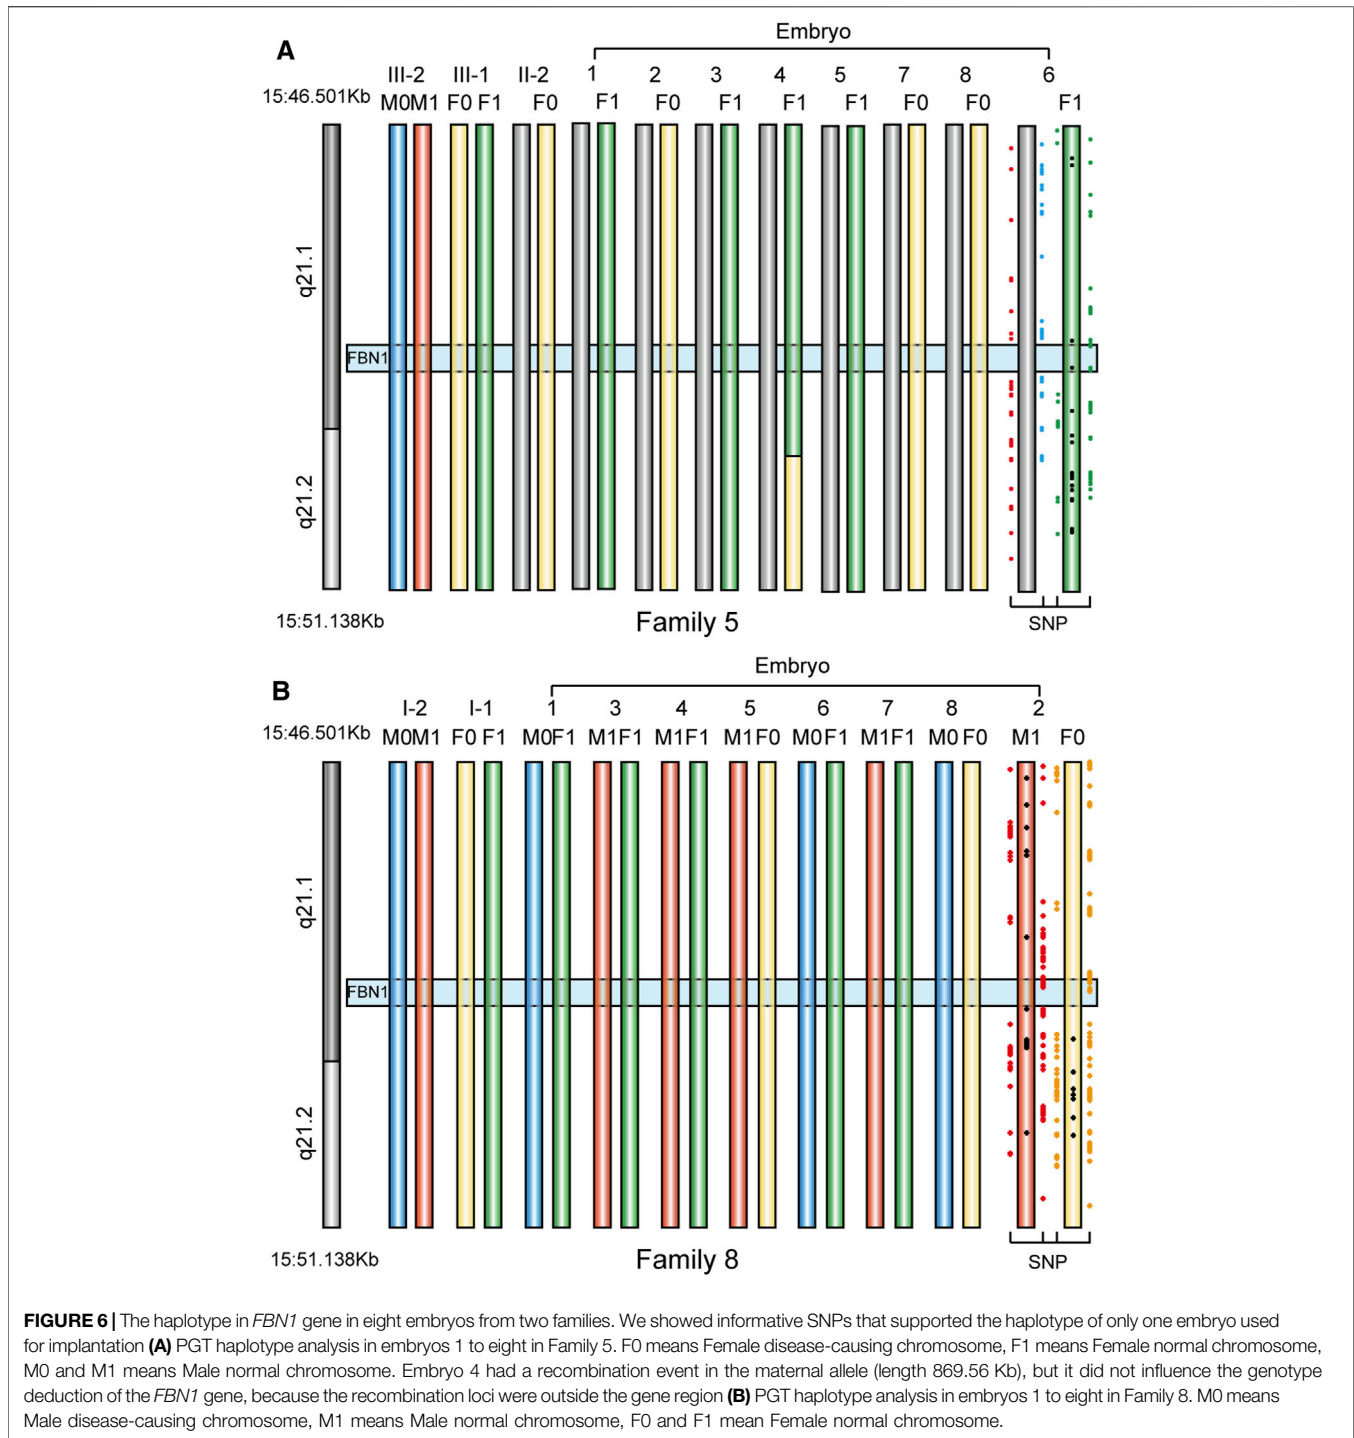 A
Embryo
III-2 III-1 II-2 1 2 3 4 5 7 8 6
15:46.501Kb M0M1 F0 F1 F0 F1 F0 F1 F1 F1 F0 F0 F1
q21.1
FBN1
q21.2
15:51.138Kb
Family 5
SNP
B
Embryo
I-2 I-1 1 3 4 5 6 7 8 2
15:46.501Kb M0M1 F0 F1 M0F1 M1F1 M1F1 M1F0 M0F1 M1F1 M0 F0 M1 F0
q21.1
FBN1
q21.2
15:51.138Kb
Family 8
SNP
FIGURE 6 | The haplotype in FBN1 gene in eight embryos from two families. We showed informative SNPs that supported the haplotype of only one embryo used
for implantation (A) PGT haplotype analysis in embryos 1 to eight in Family 5. F0 means Female disease-causing chromosome, F1 means Female normal chromosome,
M0 and M1 means Male normal chromosome. Embryo 4 had a recombination event in the maternal allele (length 869.56 Kb), but it did not influence the genotype
deduction of the FBN1 gene, because the recombination loci were outside the gene region (B) PGT haplotype analysis in embryos 1 to eight in Family 8. M0 means
Male disease-causing chromosome, M1 means Male normal chromosome, F0 and F1 mean Female normal chromosome.